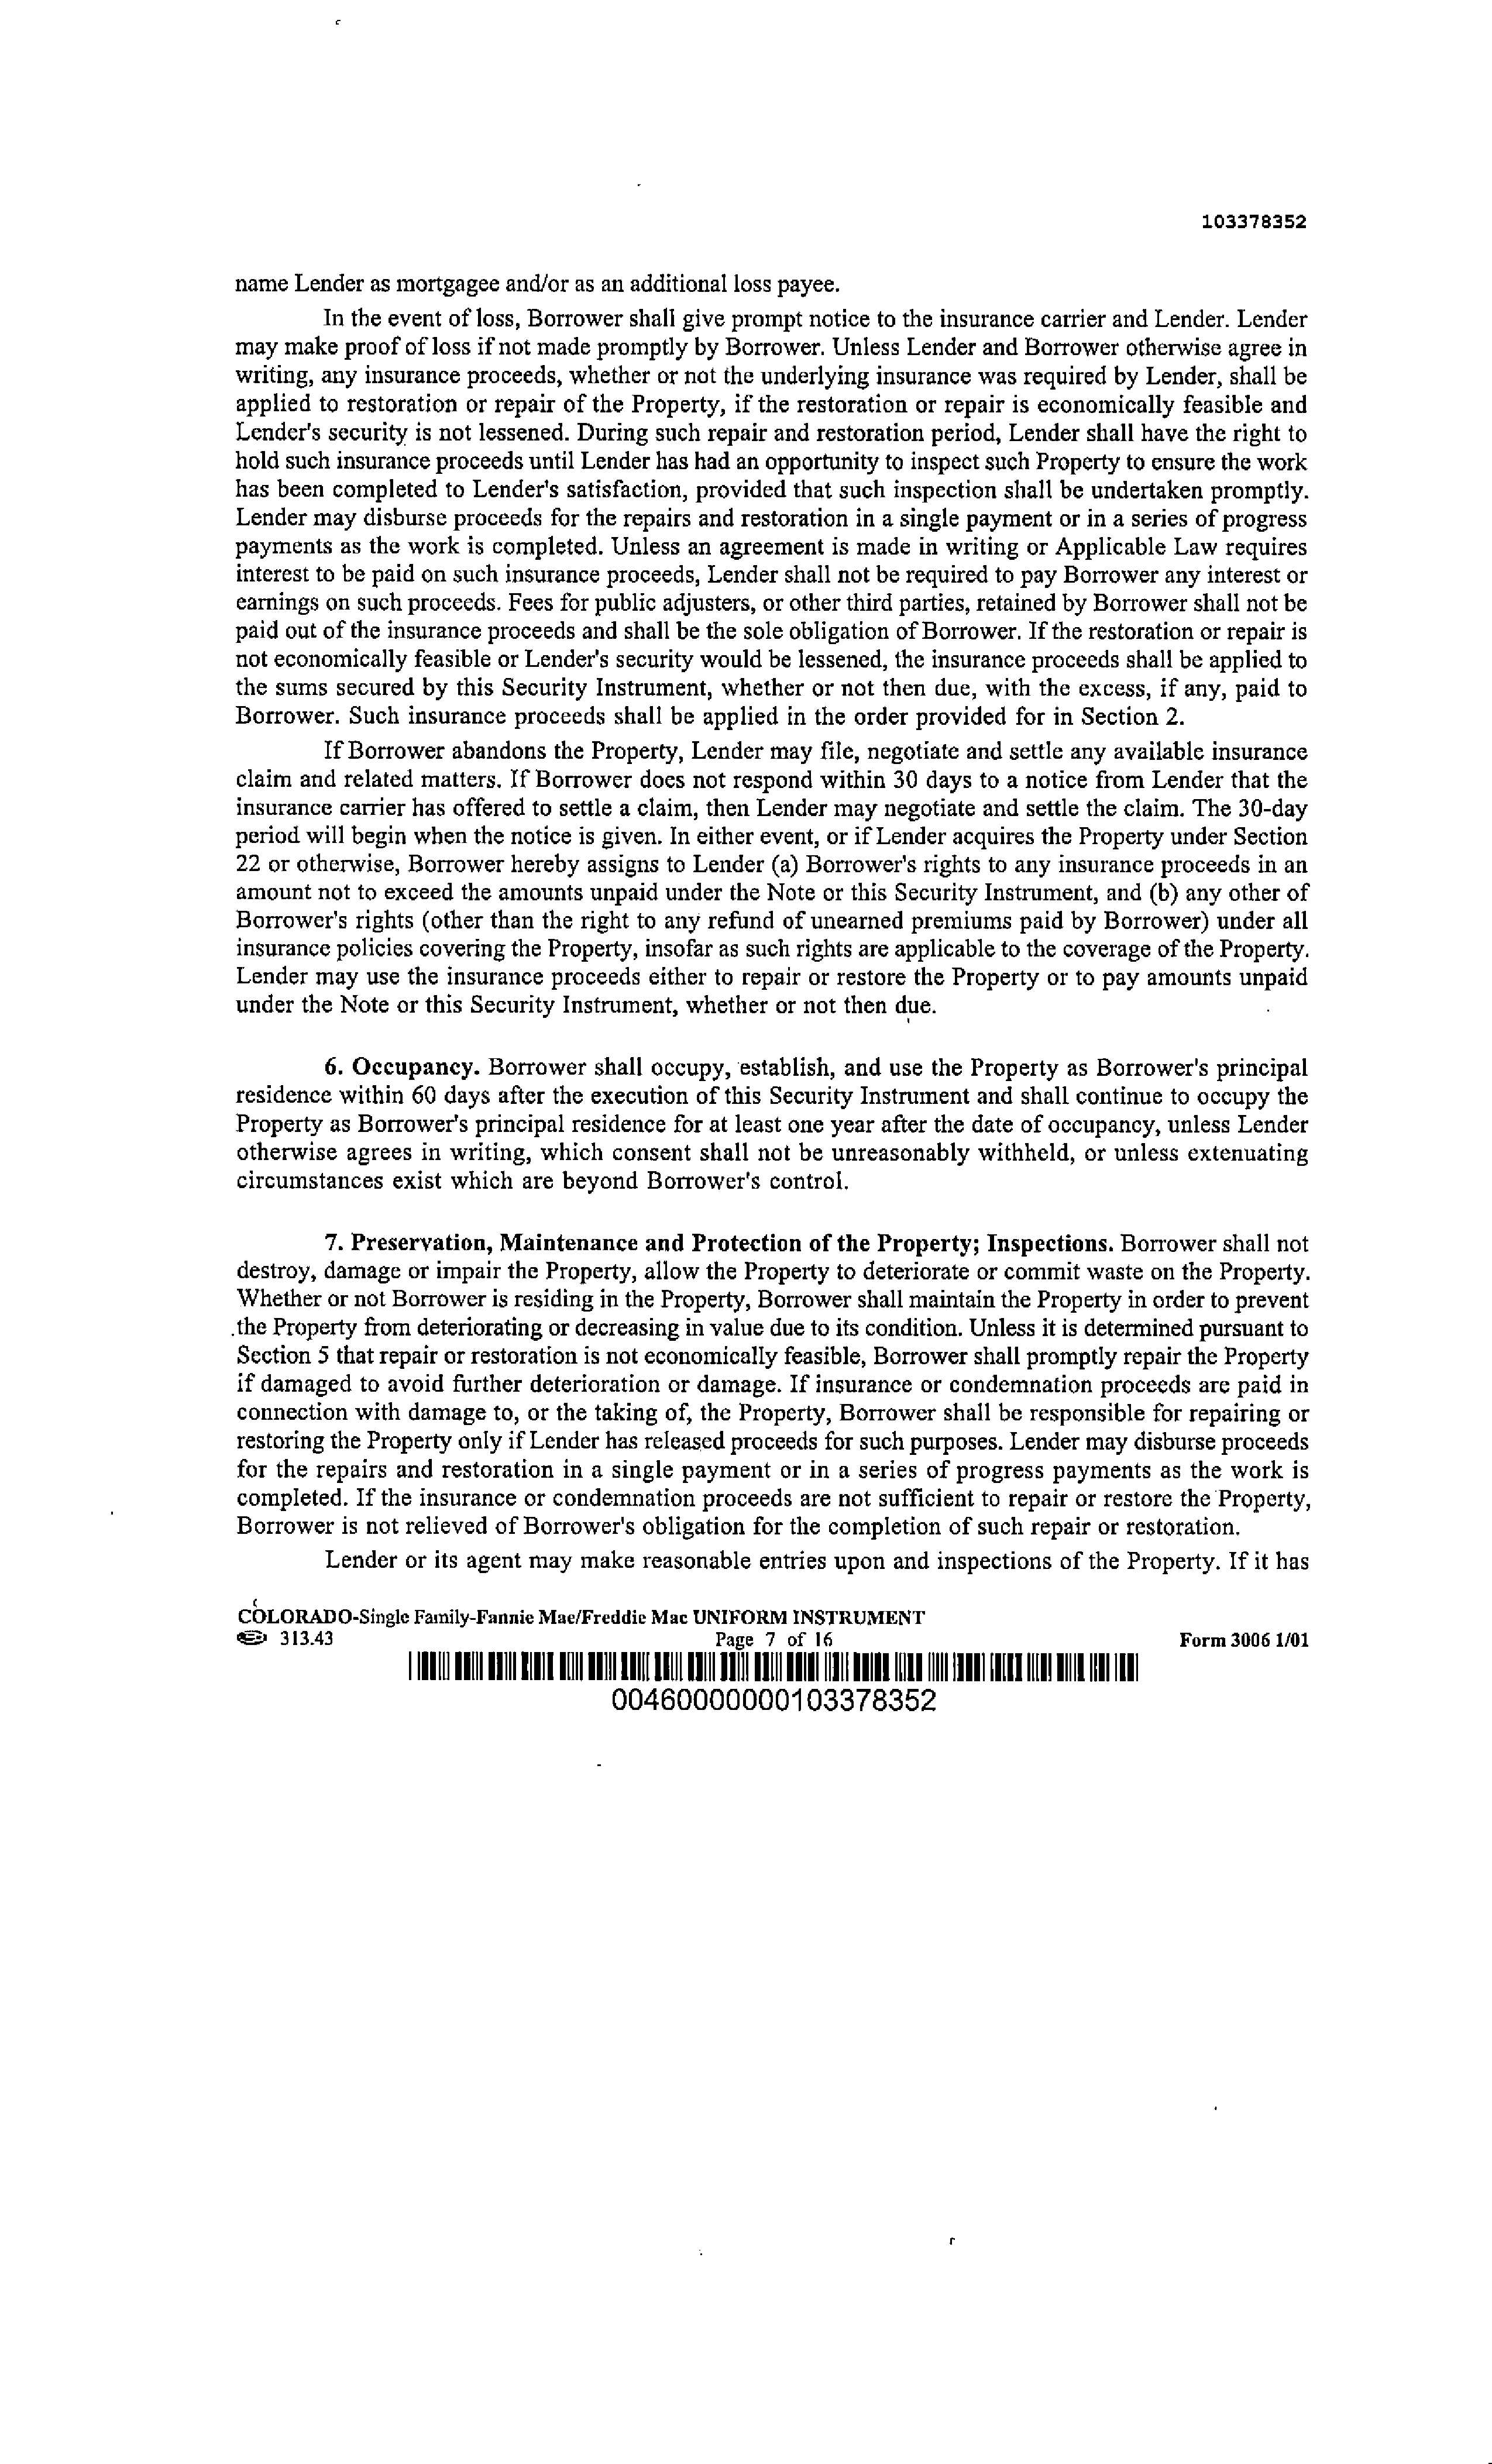 103378352
name Lender as mortgagee and/or as an additional loss payee.
In the event of loss, Borrower shall give prompt notice to the insurance carrier and Lender. Lender
may make proof of loss if not made promptly by Borrower. Unless Lender and Borrower otherwise agree in
writing, any insurance proceeds, whether or not the underlying insurance was required by Lender, shall be
applied to restoration or repair of the Property, if the restoration or repair is economically feasible and
Lender's security is not lessened. During such repair and restoration period, Lender shall have the right to
hold such insurance proceeds until Lender has had an opportunity to inspect such Property to ensure the work
has been completed to Lender's satisfaction, provided that such inspection shall be undertaken promptly.
Lender may disburse proceeds for the repairs and restoration in a single payment or in a series of progress
payments as the work is completed. Unless an agreement is made in writing or Applicable Law requires
interest to be paid on such insurance proceeds, Lender shall not be required to pay Borrower any interest or
earnings on such proceeds. Fees for public adjusters, or other third parties, retained by Borrower shall not be
paid out of the insurance proceeds and shall be the sole obligation of Borrower. If the restoration or repair is
not economically feasible or Lender's security would be lessened, the insurance proceeds shall be applied to
the sums secured by this Security Instrument, whether or not then due, with the excess, if any, paid to
Borrower. Such insurance proceeds shall be applied in the order provided for in Section 2.
If Borrower abandons the Property, Lender may file, negotiate and settle any available insurance
claim and related matters. If Borrower does not respond within 30 days to a notice from Lender that the
insurance carrier has offered to settle a claim, then Lender may negotiate and settle the claim. The 30-day
period will begin when the notice is given. In either event, or if Lender acquires the Property under Section
22 or otherwise, Borrower hereby assigns to Lender (a) Borrower's rights to any insurance proceeds in an
amount not to exceed the amounts unpaid under the Note or this Security Instrument, and (b) any other of
Borrower's rights (other than the right to any refund of unearned premiums paid by Borrower) under all
insurance policies covering the Property, insofar as such rights are applicable to the coverage of the Property.
Lender may use the insurance proceeds either to repair or restore the Property or to pay amounts unpaid
under the Note or this Security Instrument, whether or not then due.
6. Occupancy. Borrower shall occupy, establish, and use the Property as Borrower's principal
residence within 60 days after the execution of this Security Instrument and shall continue to occupy the
Property as Borrower's principal residence for at least one year after the date of occupancy, unless Lender
otherwise agrees in writing, which consent shall not be unreasonably withheld, or unless extenuating
circumstances exist which are beyond Borrower's control.
7. Preservation, Maintenance and Protection of the Property; Inspections. Borrower shall not
destroy, damage or impair the Property, allow the Property to deteriorate or commit waste on the Property.
Whether or not Borrower is residing in the Property, Borrower shall maintain the Property in order to prevent
the Property from deteriorating or decreasing in value due to its condition. Unless it is determined pursuant to
Section 5 that repair or restoration is not economically feasible, Borrower shall promptly repair the Property
if damaged to avoid further deterioration or damage. If insurance or condemnation proceeds are paid in
connection with damage to, or the taking of, the Property, Borrower shall be responsible for repairing or
restoring the Property only if Lender has released proceeds for such purposes. Lender may disburse proceeds
for the repairs and restoration in a single payment or in a series of progress payments as the work is
completed. If the insurance or condemnation proceeds are not sufficient to repair or restore the Property,
Borrower is not relieved of Borrower's obligation for the completion of such repair or restoration.
Lender or its agent may make reasonable entries upon and inspections of the Property. If it has
COLORADO-Single Family-Fannie Mae/Freddie Mac UNIFORM INSTRUMENT
313.43 Page 7 of 16 Form 3006 1/01
00460000000103378352